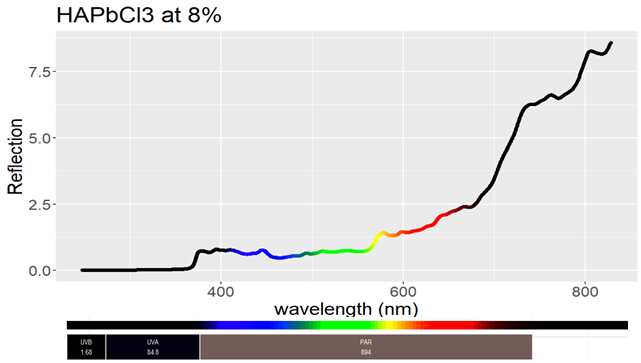 HAPbCl3 at 8%
7.5
5.0
2.5
0.0
Reflection
400 600 800
wavelength (nm)
UVB UVA PAR
1.68 84.8 894